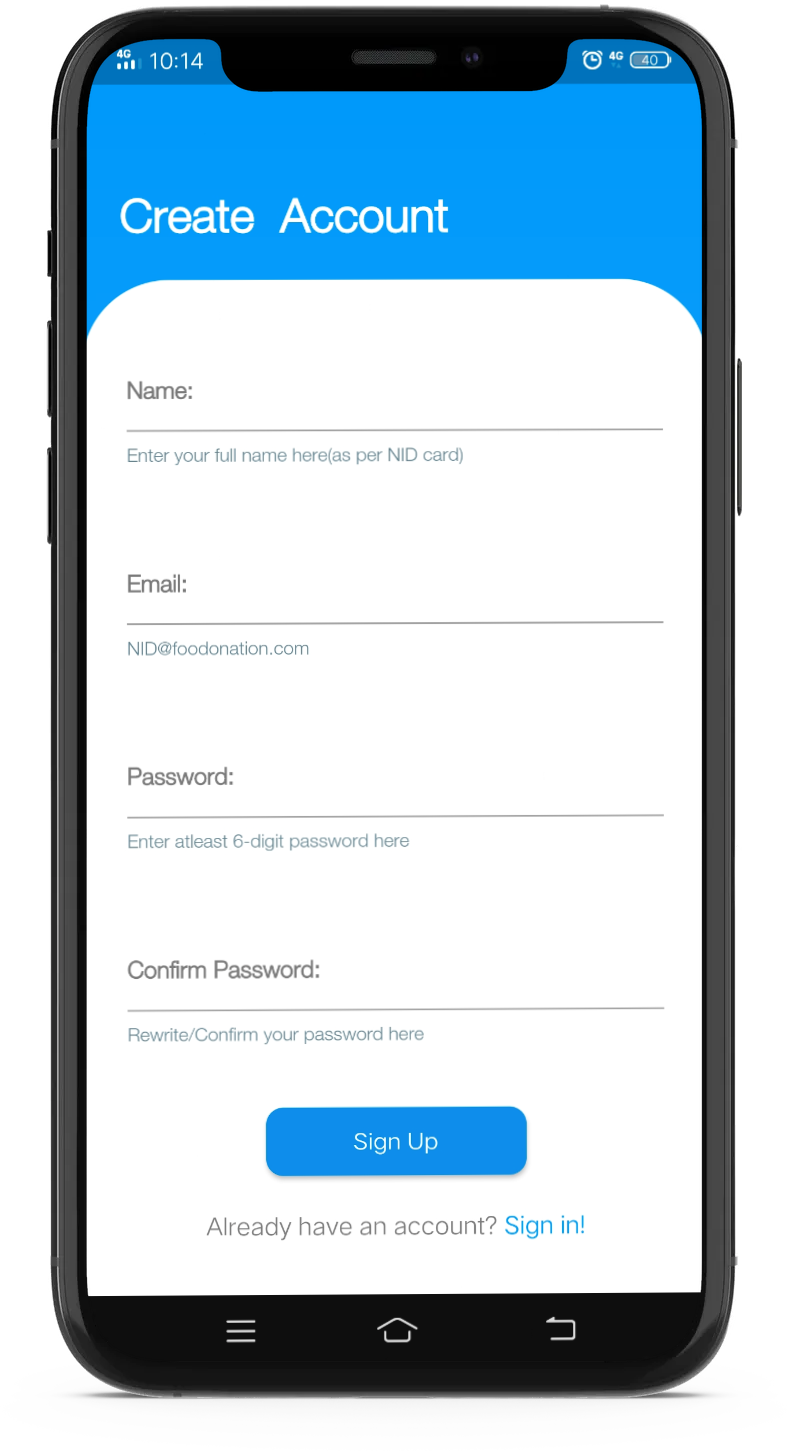 4G 10:14 4G 40
Create Account
Name:
Enter your full name here(as per NID card)
Email:
NID@foodonation.com
Password:
Enter atleast 6-digit password here
Confirm Password:
Rewrite/Confirm your password here
Sign Up
Already have an account? Sign in!